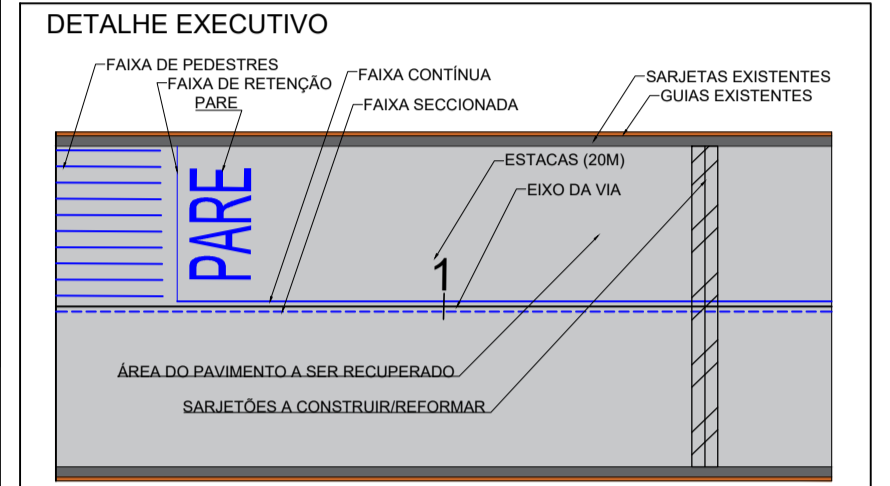 DETALHE EXECUTIVO
FAIXA DE PEDESTRES
FAIXA DE RETENÇÃO
PARE
FAIXA CONTÍNUA
FAIXA SECCIONADA
SARJETAS EXISTENTES
GUIAS EXISTENTES
ESTACAS (20M)
EIXO DA VIA
PARE
1
ÁREA DO PAVIMENTO A SER RECUPERADO
SARJETÕES A CONSTRUIR/REFORMAR